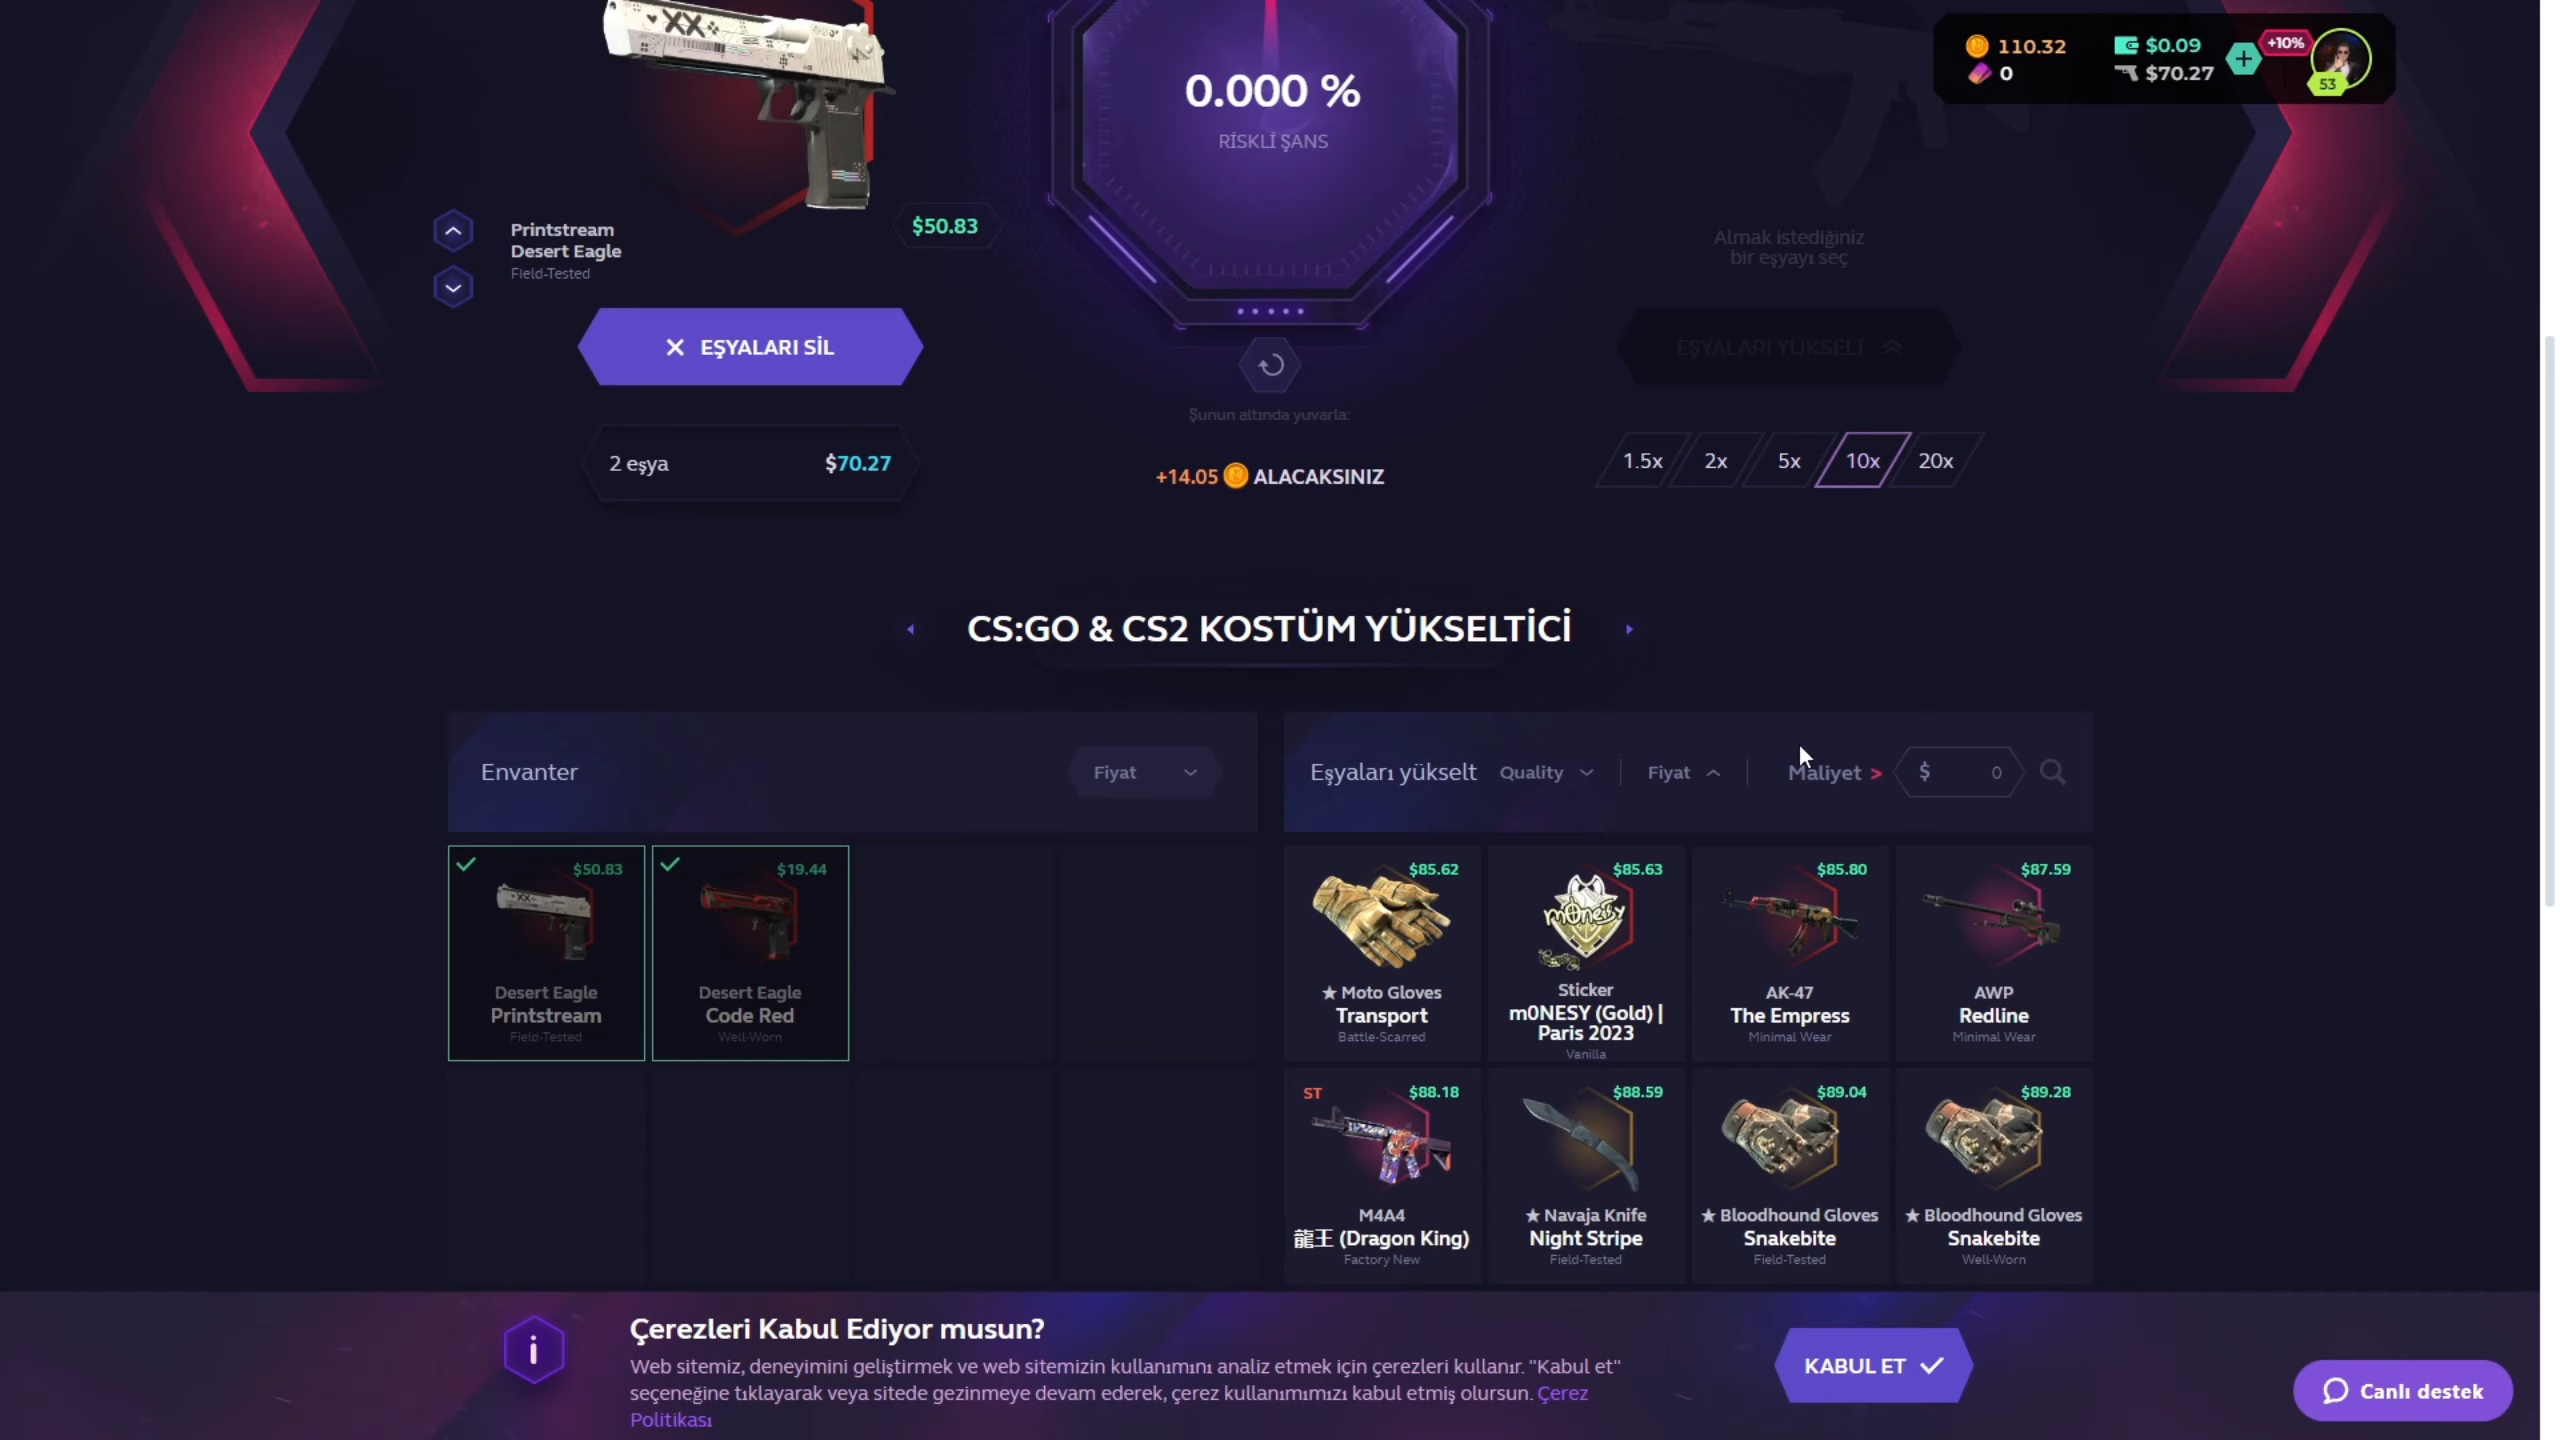 XX
0.000 %
RİSKLİ ŞANS
110.32
0
$0.09
$70.27
+10%
53
Printstream
Desert Eagle
Field-Tested
$50.83
Almak istediğiniz
bir eşyayı seç
EŞYALARI SİL
EŞYALARI YÜKSELT
Şunun altında yuvarla:
2 eşya
$70.27
+14.05 ALACAKSINIZ
1.5x
2x
5x
10x
20x
CS:GO & CS2 KOSTÜM YÜKSELTİCİ
Envanter
Fiyat
Eşyaları yükselt
Quality
Fiyat
Maliyet >
$ 0
$50.83
Desert Eagle
Printstream
Field-Tested
$19.44
Desert Eagle
Code Red
Well-Worn
$85.62
★ Moto Gloves
Transport
Battle-Scarred
$85.63
m0nesy
Sticker
m0NESY (Gold) |
Paris 2023
Vanilla
$85.80
AK-47
The Empress
Minimal Wear
$87.59
AWP
Redline
Minimal Wear
ST
$88.18
M4A4
龍王 (Dragon King)
Factory New
$88.59
★ Navaja Knife
Night Stripe
Field-Tested
$89.04
★ Bloodhound Gloves
Snakebite
Field-Tested
$89.28
★ Bloodhound Gloves
Snakebite
Well-Worn
Çerezleri Kabul Ediyor musun?
Web sitemiz, deneyimini geliştirmek ve web sitemizin kullanımını analiz etmek için çerezleri kullanır. "Kabul et"
seçeneğine tıklayarak veya sitede gezinmeye devam ederek, çerez kullanımımızı kabul etmiş olursun. Çerez
Politikası
KABUL ET
Canlı destek